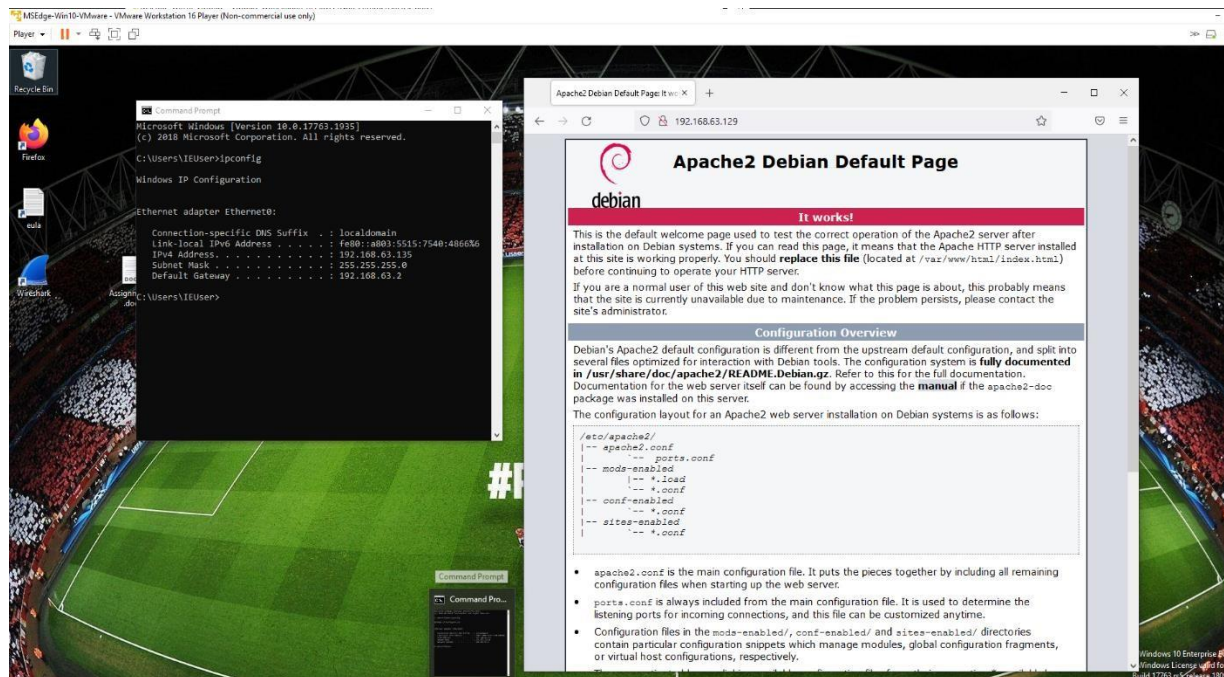 MSEdge-Win10-VMware - VMware Workstation 16 Player (Non-commercial use only)
Player
Recycle Bin
Firefox
eula
Wireshark
Command Prompt
Microsoft Windows [Version 10.0.17763.1935]
(c) 2018 Microsoft Corporation. All rights reserved.
C:\Users\IEUser>ipconfig
Windows IP Configuration
Ethernet adapter Ethernet0:
Connection-specific DNS Suffix . : localdomain
Link-local IPv6 Address . . . . . : fe80::a803:5515:7540:4866%6
IPv4 Address. . . . . . . . . . . : 192.168.63.135
Subnet Mask . . . . . . . . . . . : 255.255.255.0
Default Gateway . . . . . . . . . : 192.168.63.2
C:\Users\IEUser>
Command Prompt
Command Pro...
Apache2 Debian Default Page: It
192.168.63.129
debian
Apache2 Debian Default Page
It works!
This is the default welcome page used to test the correct operation of the Apache2 server after
installation on Debian systems. If you can read this page, it means that the Apache HTTP server installed
at this site is working properly. You should replace this file (located at /var/www/html/index.html)
before continuing to operate your HTTP server.
If you are a normal user of this web site and don't know what this page is about, this probably means
that the site is currently unavailable due to maintenance. If the problem persists, please contact the
site's administrator.
Configuration Overview
Debian's Apache2 default configuration is different from the upstream default configuration, and split into
several files optimized for interaction with Debian tools. The configuration system is fully documented
in /usr/share/doc/apache2/README.Debian.gz. Refer to this for the full documentation.
Documentation for the web server itself can be found by accessing the manual if the apache2-doc
package was installed on this server.
The configuration layout for an Apache2 web server installation on Debian systems is as follows:
/etc/apache2/
|-- apache2.conf
|       `--  ports.conf
|-- mods-enabled
|       |-- *.load
|       `-- *.conf
|-- conf-enabled
|       `-- *.conf
|-- sites-enabled
|       `-- *.conf
• apache2.conf is the main configuration file. It puts the pieces together by including all remaining
configuration files when starting up the web server.
• ports.conf is always included from the main configuration file. It is used to determine the
listening ports for incoming connections, and this file can be customized anytime.
• Configuration files in the mods-enabled/, conf-enabled/ and sites-enabled/ directories
contain particular configuration snippets which manage modules, global configuration fragments,
or virtual host configurations, respectively.
Windows 10 Enterprise
Windows License valid fo